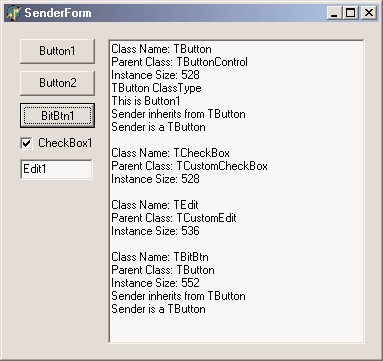 SenderForm
Button1
Button2
BitBtn1
CheckBox1
Edit1
Class Name: TButton
Parent Class: TButtonControl
Instance Size: 528
TButton ClassType
This is Button1
Sender inherits from TButton
Sender is a TButton
Class Name: TCheckBox
Parent Class: TCustomCheckBox
Instance Size: 528
Class Name: TEdit
Parent Class: TCustomEdit
Instance Size: 536
Class Name: TBitBtn
Parent Class: TButton
Instance Size: 552
Sender inherits from TButton
Sender is a TButton